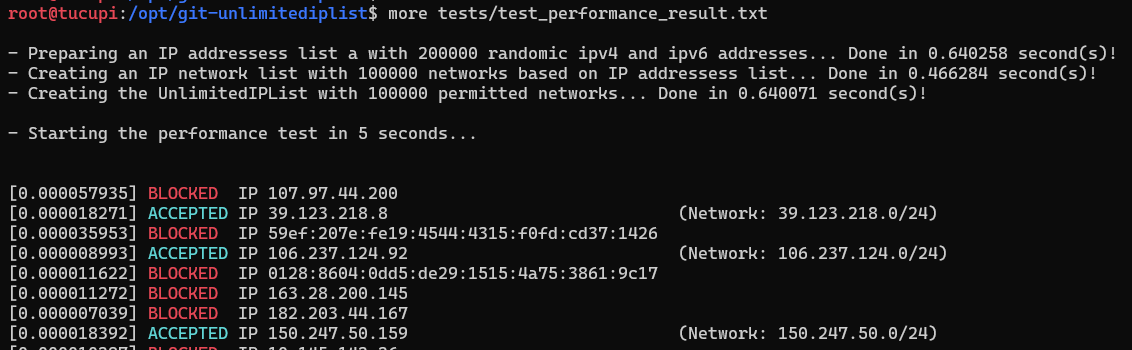 root@tucupi:/opt/git-unlimitediplist$ more tests/test_performance_result.txt
- Preparing an IP addressess list a with 200000 randomic ipv4 and ipv6 addresses... Done in 0.640258 second(s)!
- Creating an IP network list with 100000 networks based on IP addressess list... Done in 0.466284 second(s)!
- Creating the UnlimitedIPList with 100000 permitted networks... Done in 0.640071 second(s)!
- Starting the performance test in 5 seconds...
[0.000057935] BLOCKED  IP 107.97.44.200
[0.000018271] ACCEPTED IP 39.123.218.8                             (Network: 39.123.218.0/24)
[0.000035953] BLOCKED  IP 59ef:207e:fe19:4544:4315:f0fd:cd37:1426
[0.000008993] ACCEPTED IP 106.237.124.92                           (Network: 106.237.124.0/24)
[0.000011622] BLOCKED  IP 0128:8604:0dd5:de29:1515:4a75:3861:9c17
[0.000011272] BLOCKED  IP 163.28.200.145
[0.000007039] BLOCKED  IP 182.203.44.167
[0.000018392] ACCEPTED IP 150.247.50.159                           (Network: 150.247.50.0/24)